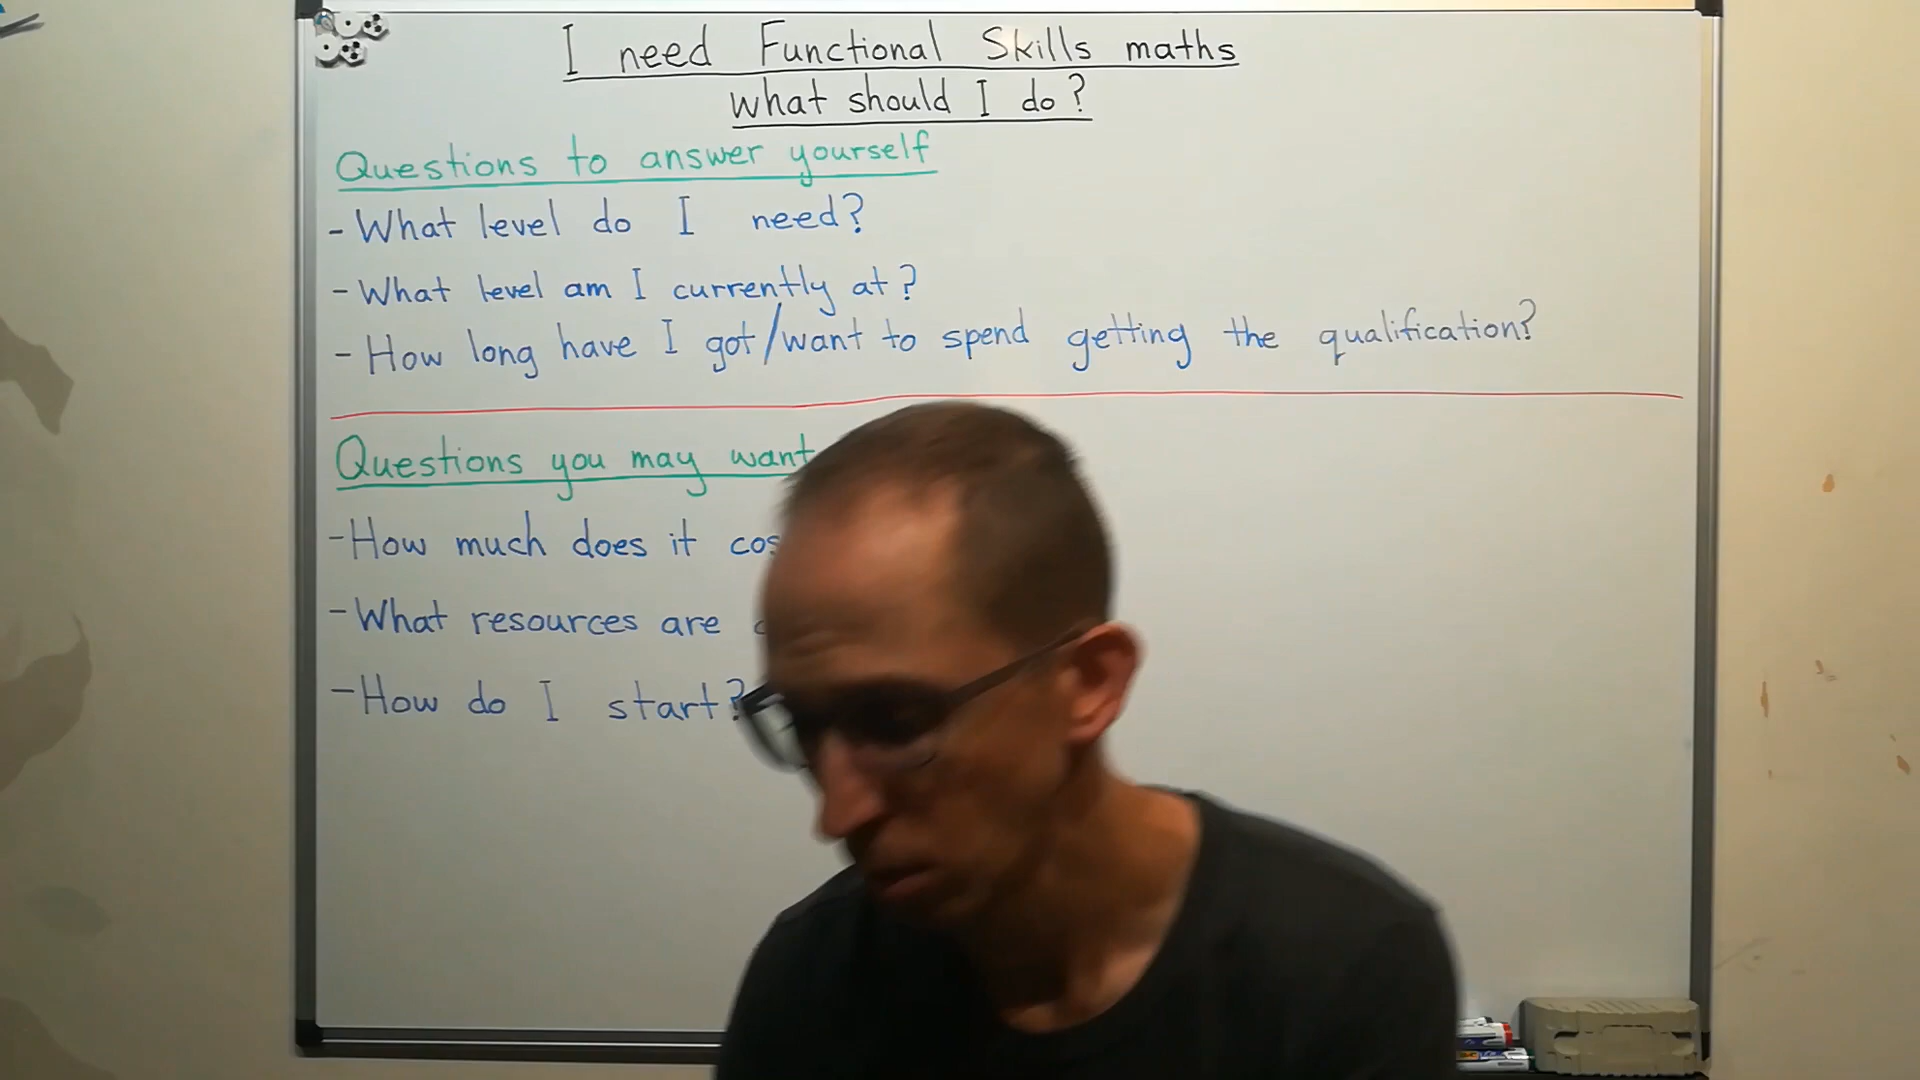 I need Functional Skills maths
what should I do?
Questions to answer yourself
- What level do I need?
- What level am I currently at?
- How long have I got/want to spend getting the qualification?
Questions you may want
- How much does it
- What resources are
- How do I start?